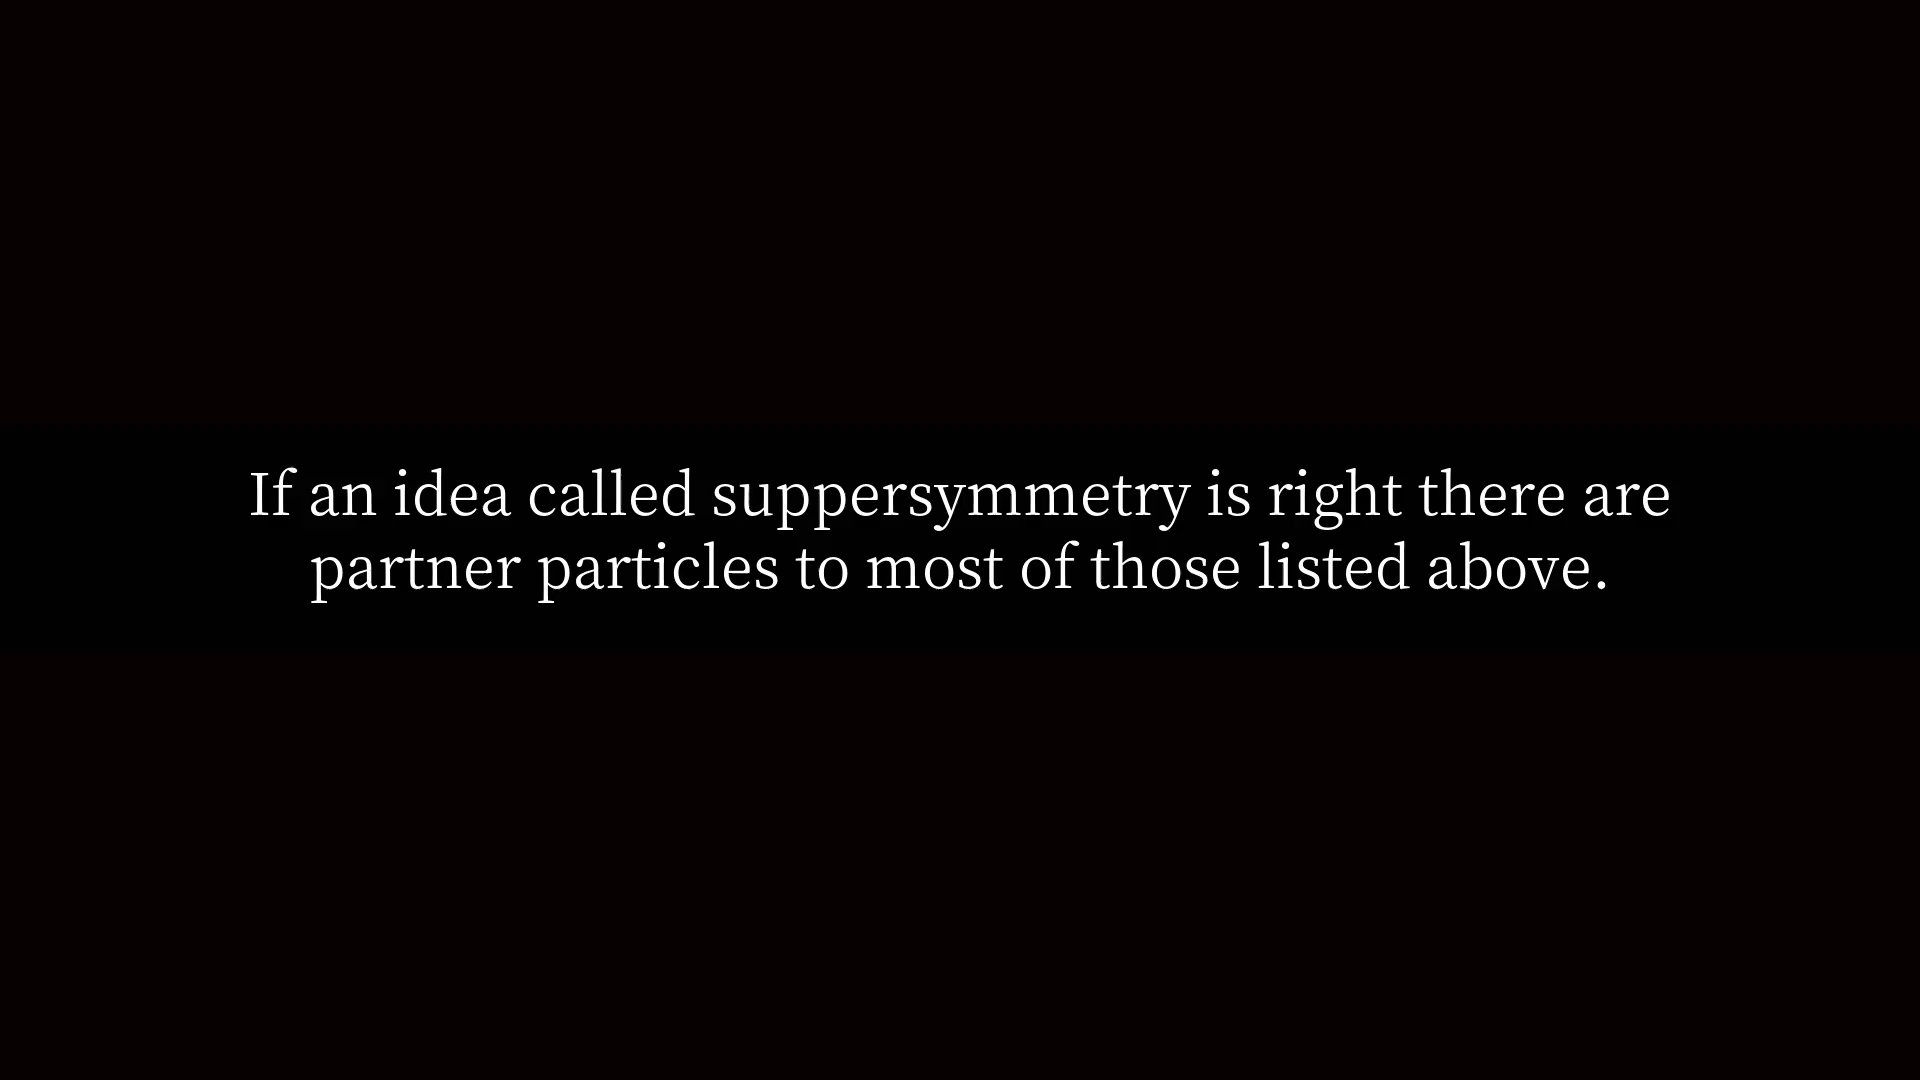 If an idea called suppersymmetry is right there are
partner particles to most of those listed above.